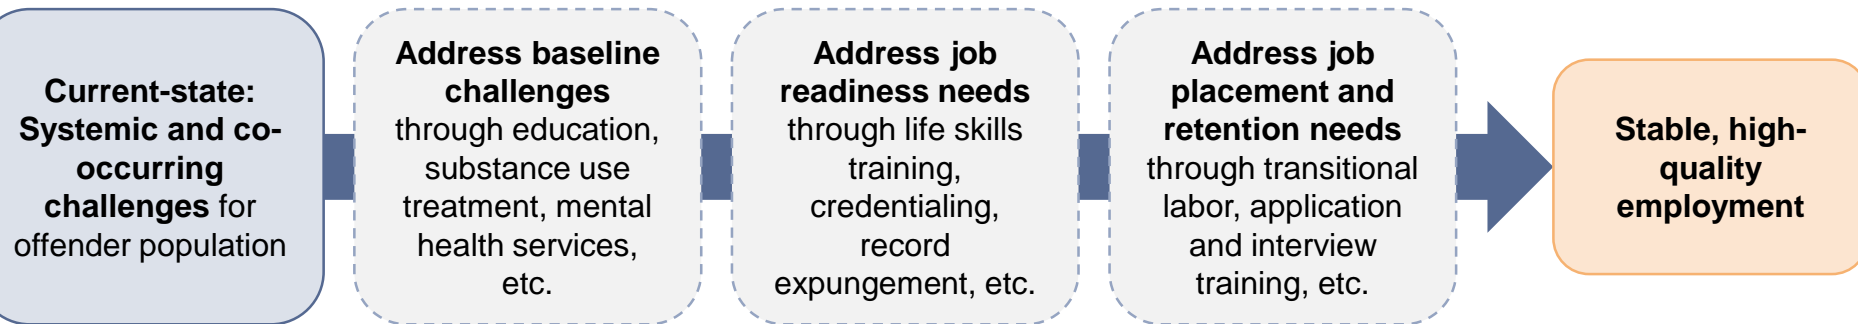 Current-state:
Systemic and co-
occurring
challenges for
offender population
Address baseline
challenges
through education,
substance use
treatment, mental
health services,
etc.
Address job
readiness needs
through life skills
training,
credentialing,
record
expungement, etc.
Address job
placement and
retention needs
through transitional
labor, application
and interview
training, etc.
Stable, high-
quality
employment